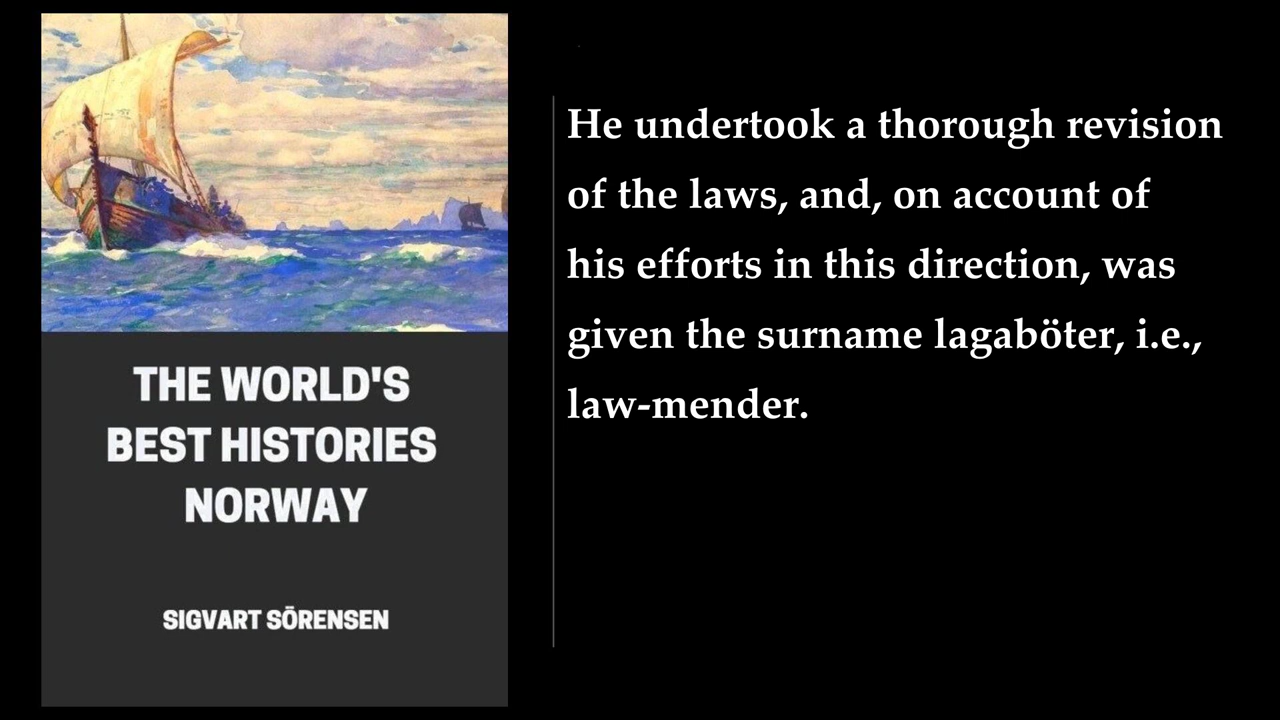 THE WORLD'S
BEST HISTORIES
NORWAY
SIGVART SÖRENSEN
He undertook a thorough revision
of the laws, and, on account of
his efforts in this direction, was
given the surname lagaböter, i.e.,
law-mender.